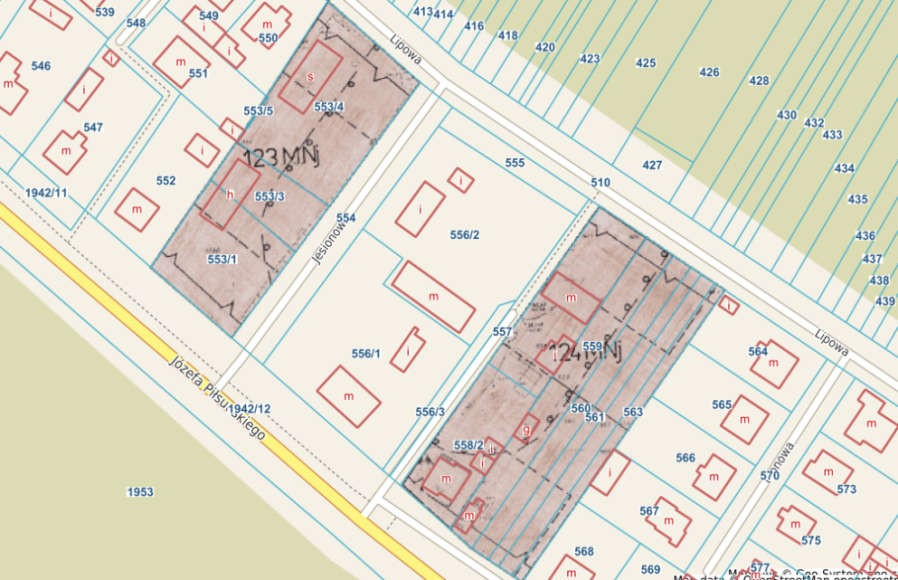 539
548
549
413
414
416
418
420
423
425
426
428
430
432
433
434
435
436
437
438
439
Lipowa
i
i
i
m
550
m
551
546
m
i
i
547
m
s
553/5
553/4
123 MNj
i
i
552
m
h
553/3
553/1
1942/11
554
Jesionowa
555
510
427
i
i
556/2
m
i
556/1
m
557
556/3
m
559
124 MNj
560
561
563
558/2
g
i
i
m
m
i
Lipowa
564
m
565
m
566
m
i
567
m
568
m
569
570
m
573
m
m
575
577
m
i
i
Józefa Piłsudskiego
1942/12
1953